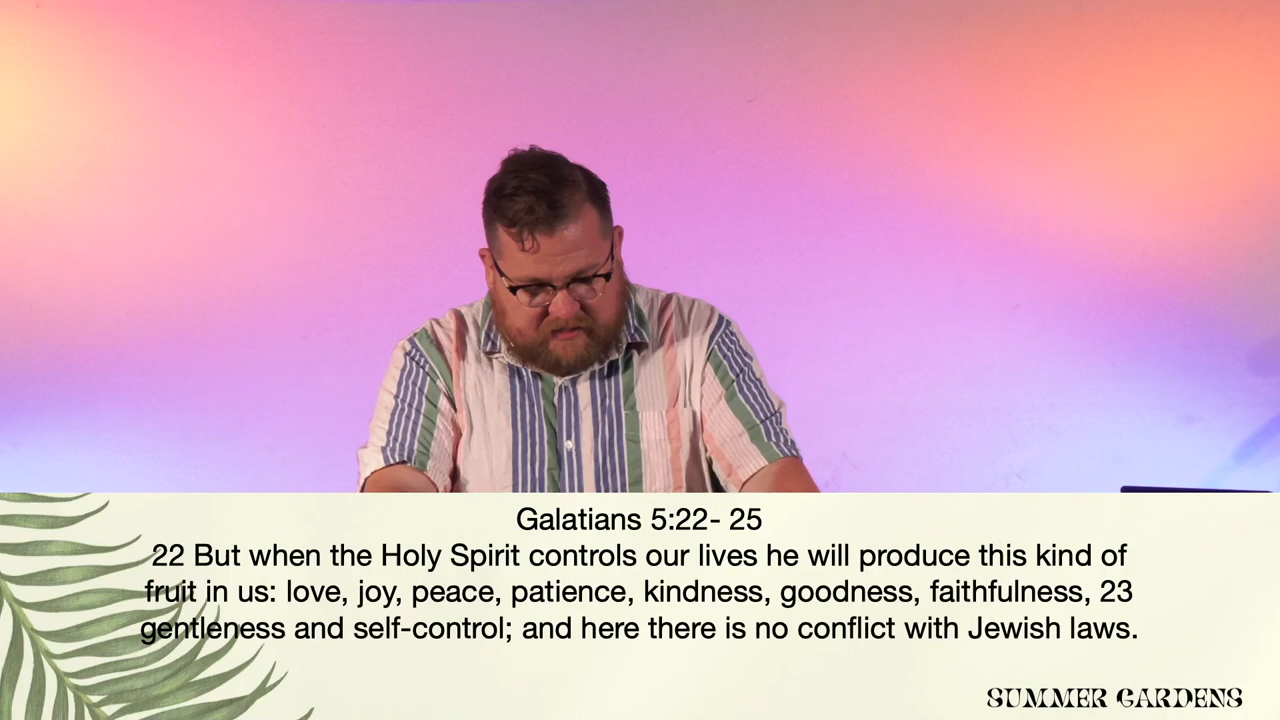 Galatians 5:22- 25
22 But when the Holy Spirit controls our lives he will produce this kind of
fruit in us: love, joy, peace, patience, kindness, goodness, faithfulness, 23
gentleness and self-control; and here there is no conflict with Jewish laws.
SUMMER GARDENS